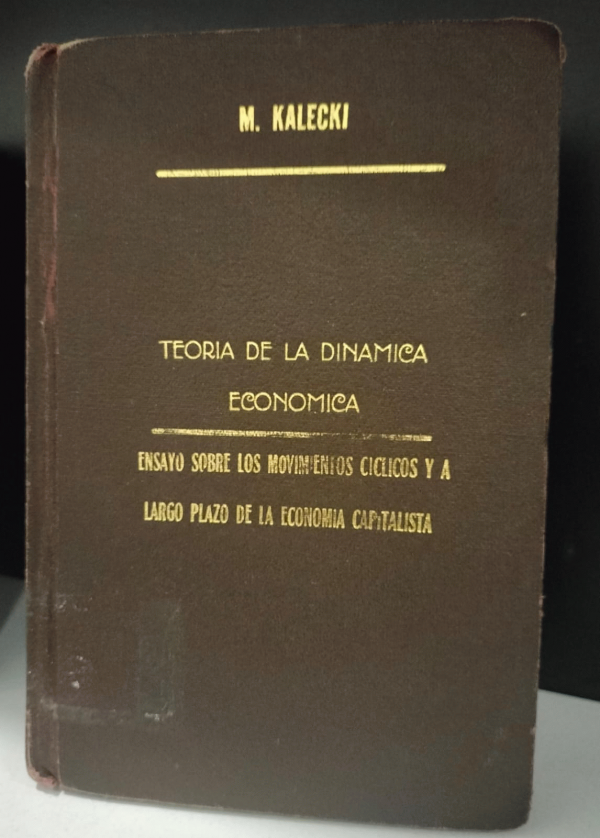 M. KALECKI
TEORIA DE LA DINAMICA
ECONOMICA
ENSAYO SOBRE LOS MOVIMIENTOS CICLICOS Y A
LARGO PLAZO DE LA ECONOMIA CAPITALISTA